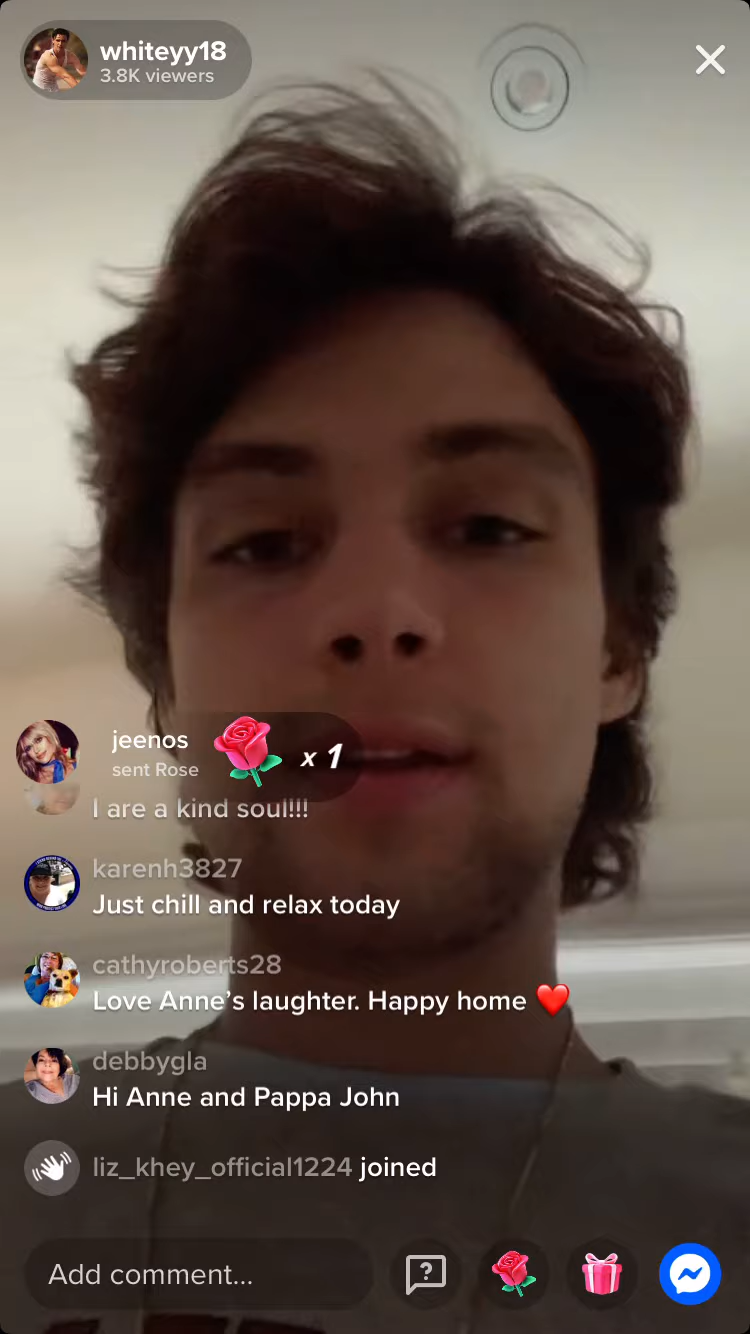 whiteyy18
3.8K viewers
jeenos
sent Rose
x 1
I are a kind soul!!!
karenh3827
Just chill and relax today
cathyroberts28
Love Anne’s laughter. Happy home ❤️
debbygla
Hi Anne and Pappa John
liz_khey_official1224 joined
Add comment...